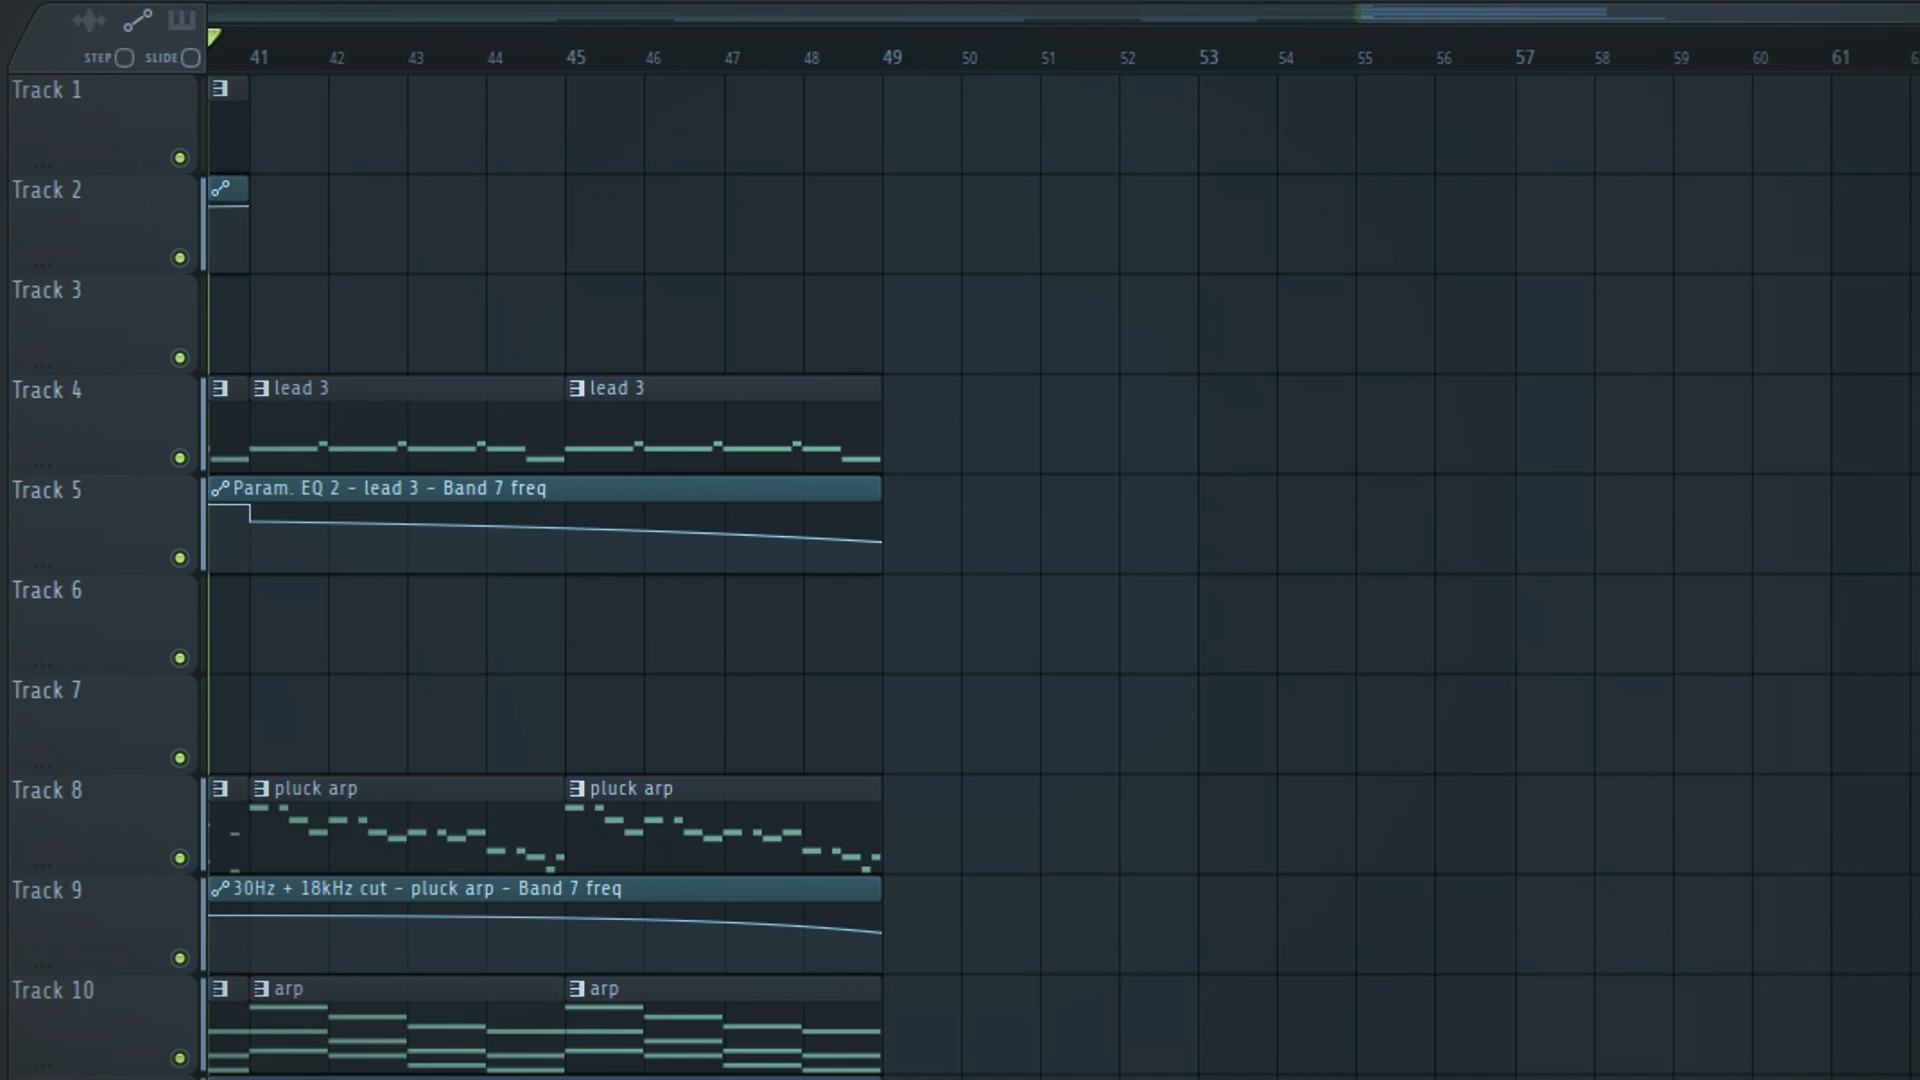 STEP SLIDE
41 42 43 44 45 46 47 48 49 50 51 52 53 54 55 56 57 58 59 60 61
Track 1
Track 2
Track 3
Track 4
lead 3 lead 3
Track 5
Param. EQ 2 - lead 3 - Band 7 freq
Track 6
Track 7
Track 8
pluck arp pluck arp
Track 9
30Hz + 18kHz cut - pluck arp - Band 7 freq
Track 10
arp arp